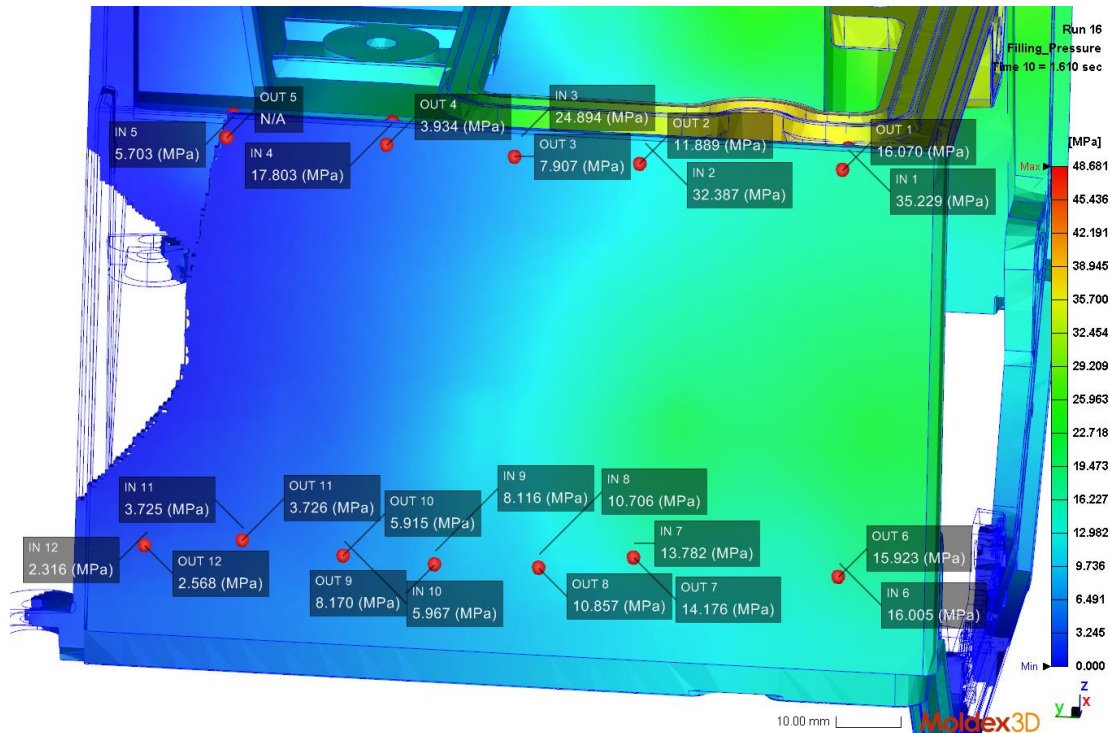 Run 16
Filling_Pressure
Time 10 = 1.610 sec
[MPa]
Max
48.681
45.436
42.191
38.945
35.700
32.454
29.209
25.963
22.718
19.473
16.227
12.982
9.736
6.491
3.245
Min
0.000
OUT 5
N/A
IN 5
5.703 (MPa)
OUT 4
3.934 (MPa)
IN 4
17.803 (MPa)
IN 3
24.894 (MPa)
OUT 3
7.907 (MPa)
OUT 2
11.889 (MPa)
IN 2
32.387 (MPa)
OUT 1
16.070 (MPa)
IN 1
35.229 (MPa)
IN 11
3.725 (MPa)
OUT 11
3.726 (MPa)
IN 12
2.316 (MPa)
OUT 12
2.568 (MPa)
OUT 10
5.915 (MPa)
IN 9
8.116 (MPa)
IN 8
10.706 (MPa)
OUT 9
8.170 (MPa)
IN 10
5.967 (MPa)
OUT 8
10.857 (MPa)
IN 7
13.782 (MPa)
OUT 7
14.176 (MPa)
OUT 6
15.923 (MPa)
IN 6
16.005 (MPa)
10.00 mm
Moldex3D
z
y
x